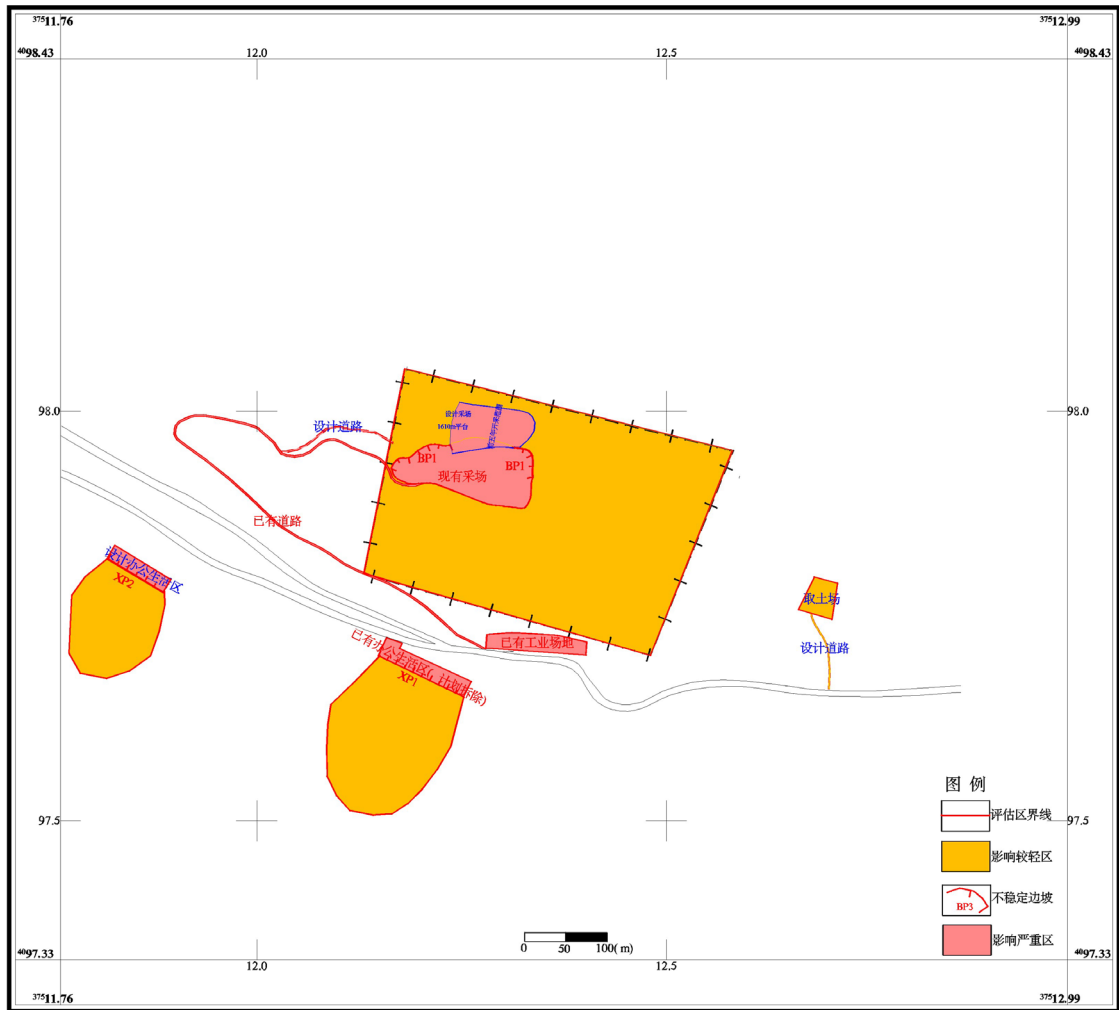 37511.76
37512.99
4098.43
12.0
12.5
4098.43
98.0
98.0
设计道路
设计采场
1610m平台
BP1
BP1
现有采场
已有道路
设计办公生活区
XP2
取土场
已有工业场地
已有办公生活区(计划拆除)
XP1
设计道路
图 例
评估区界线
97.5
97.5
影响较轻区
不稳定边坡
BP3
影响严重区
0 50 100(m)
4097.33
12.0
12.5
4097.33
37511.76
37512.99